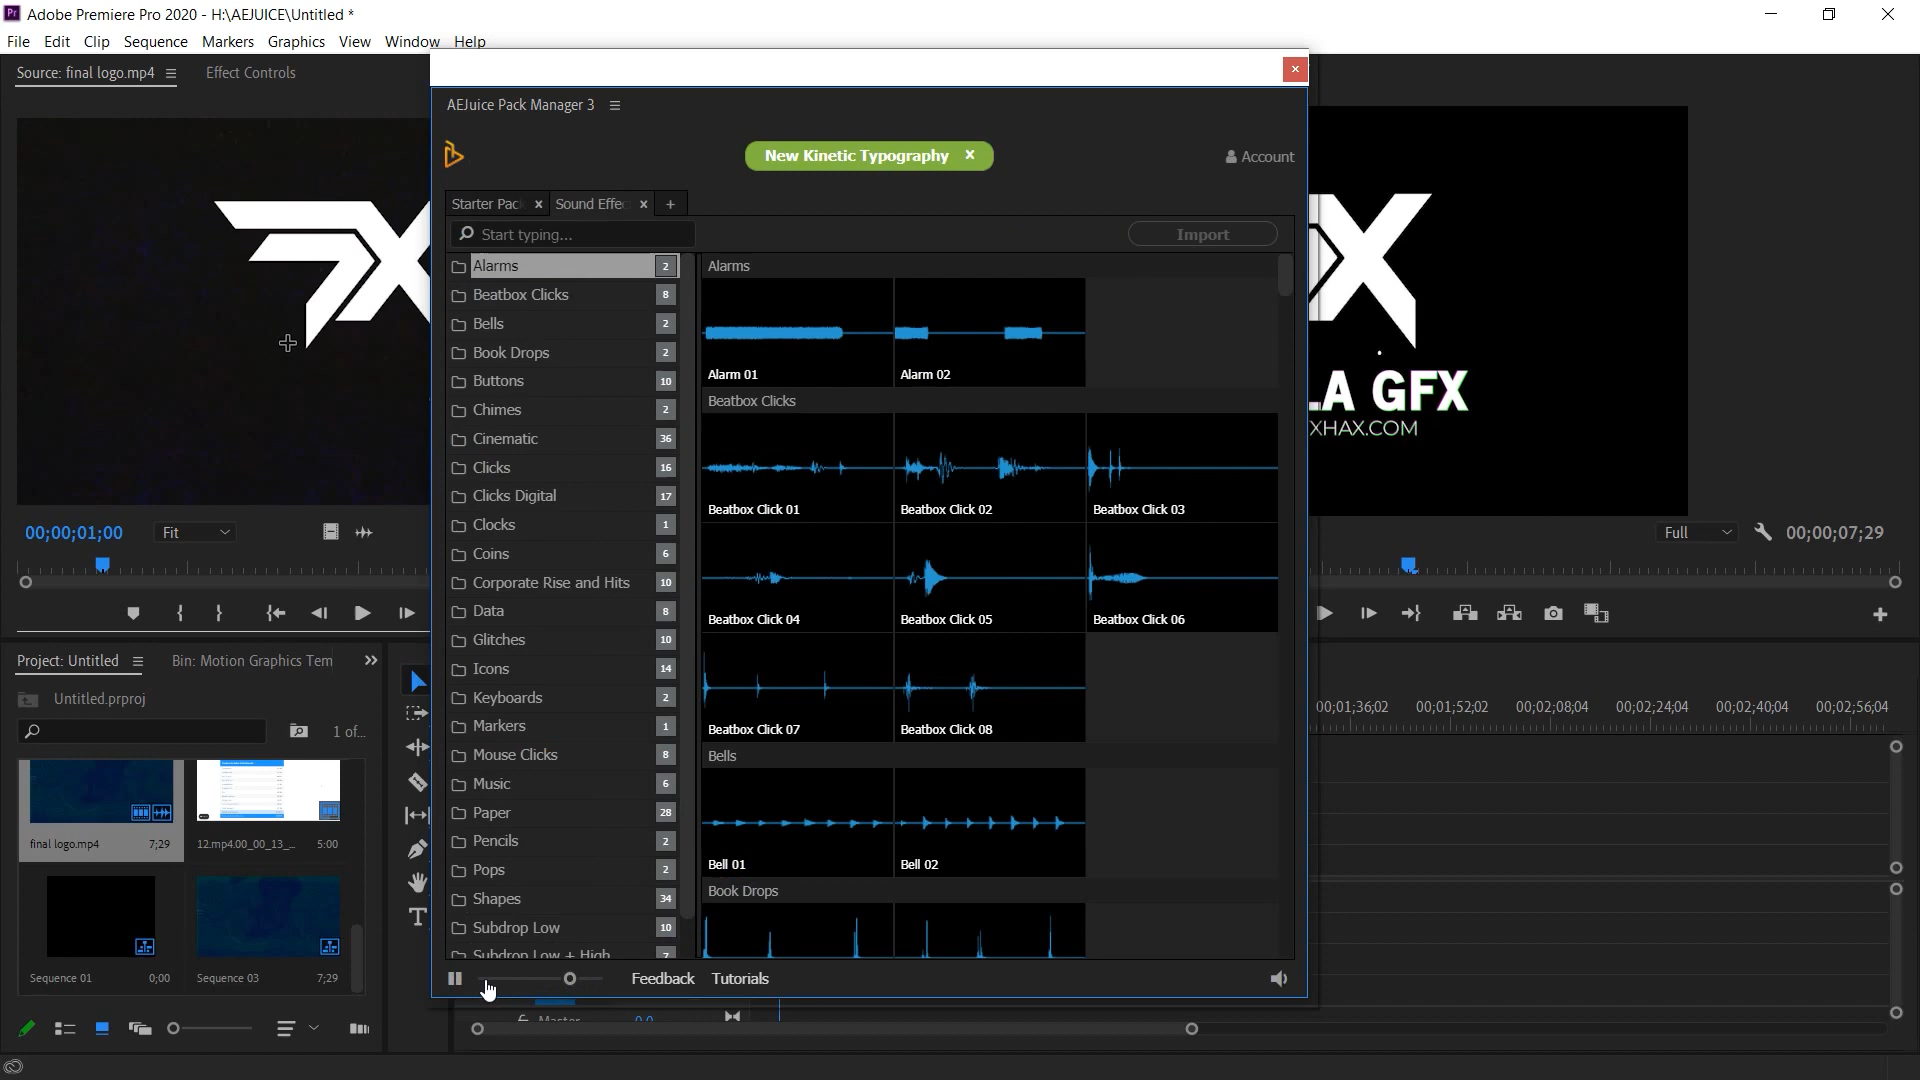 Adobe Premiere Pro 2020 - H:\AEJUICE\Untitled *
File Edit Clip Sequence Markers Graphics View Window Help
Source: final logo.mp4
Effect Controls
AEJuice Pack Manager 3
New Kinetic Typography
Account
Starter Pac
Sound Effe
Start typing...
Import
Alarms 2
Beatbox Clicks 8
Bells 2
Book Drops 2
Buttons 10
Chimes 2
Cinematic 36
Clicks 16
Clicks Digital 17
Clocks 1
Coins 6
Corporate Rise and Hits 10
Data 8
Glitches 10
Icons 14
Keyboards 2
Markers 1
Mouse Clicks 8
Music 6
Paper 28
Pencils 2
Pops 2
Shapes 34
Subdrop Low 10
Subdrop Low + High 7
Alarms
Alarm 01
Alarm 02
Beatbox Clicks
Beatbox Click 01
Beatbox Click 02
Beatbox Click 03
Beatbox Click 04
Beatbox Click 05
Beatbox Click 06
Beatbox Click 07
Beatbox Click 08
Bells
Bell 01
Bell 02
Book Drops
Feedback
Tutorials
LA GFX
XHAX.COM
00;00;01;00
Fit
Full
00;00;07;29
Project: Untitled
Bin: Motion Graphics Tem
Untitled.prproj
1 of...
final logo.mp4 7;29
12.mp4.00_00_13_... 5:00
Sequence 01 0;00
Sequence 03 7;29
00;01;36;02 00;01;52;02 00;02;08;04 00;02;24;04 00;02;40;04 00;02;56;04
Master 0.0